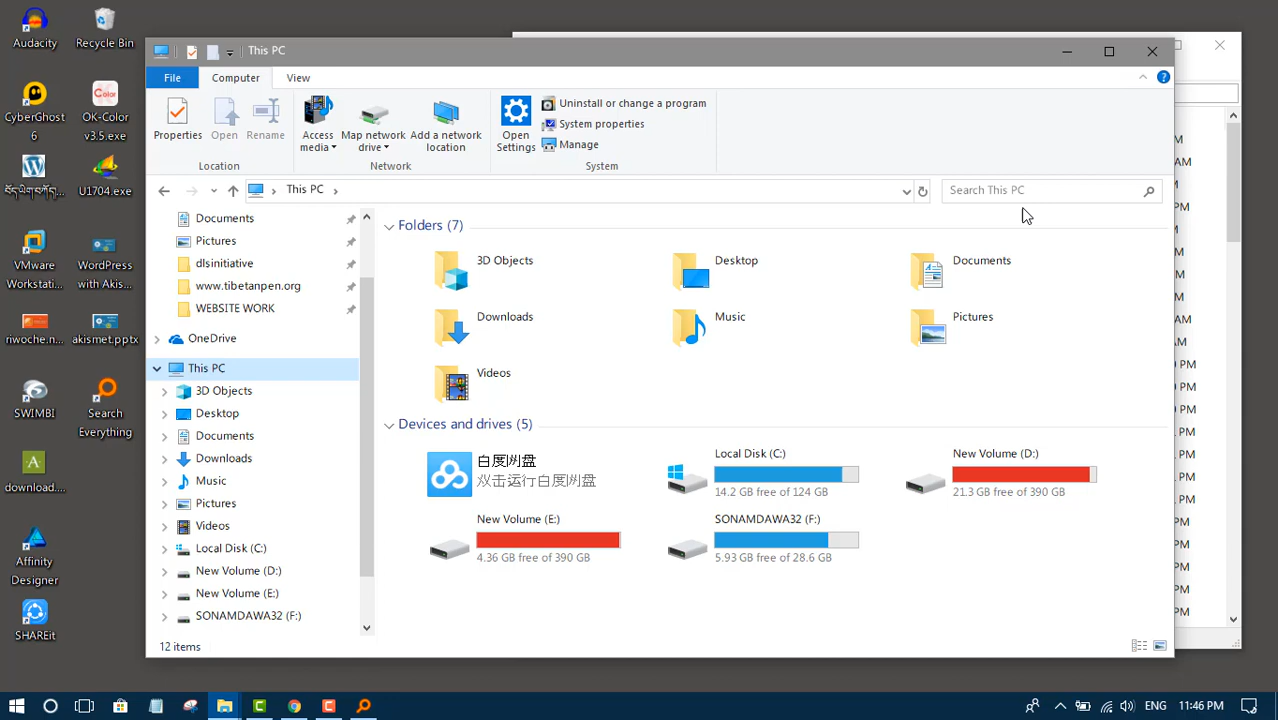 Audacity
Recycle Bin
CyberGhost
6
OK-Color
v3.5.exe
བོད་ཡིག་བཀོད...
U1704.exe
VMware
Workstati...
WordPress
with Akis...
riwoche.n...
akismet.pptx
SWIMBI
Search
Everything
download....
Affinity
Designer
SHAREit
This PC
File
Computer
View
Properties
Open
Rename
Access
media
Map network
drive
Add a network
location
Open
Settings
Uninstall or change a program
System properties
Manage
Location
Network
System
This PC
Search This PC
Documents
Pictures
dlsinitiative
www.tibetanpen.org
WEBSITE WORK
OneDrive
This PC
3D Objects
Desktop
Documents
Downloads
Music
Pictures
Videos
Local Disk (C:)
New Volume (D:)
New Volume (E:)
SONAMDAWA32 (F:)
Folders (7)
3D Objects
Desktop
Documents
Downloads
Music
Pictures
Videos
Devices and drives (5)
白度网盘
双击运行白度网盘
Local Disk (C:)
14.2 GB free of 124 GB
New Volume (D:)
21.3 GB free of 390 GB
New Volume (E:)
4.36 GB free of 390 GB
SONAMDAWA32 (F:)
5.93 GB free of 28.6 GB
12 items
ENG
11:46 PM